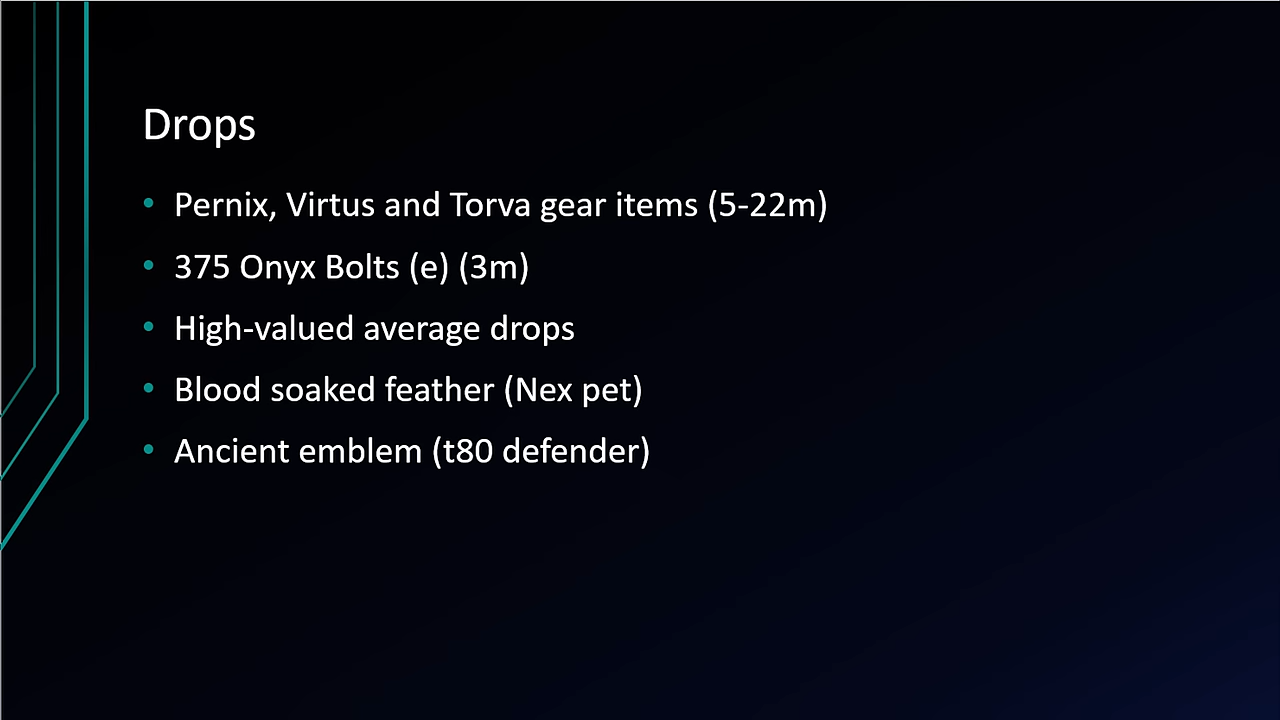 Drops
• Pernix, Virtus and Torva gear items (5-22m)
• 375 Onyx Bolts (e) (3m)
• High-valued average drops
• Blood soaked feather (Nex pet)
• Ancient emblem (t80 defender)